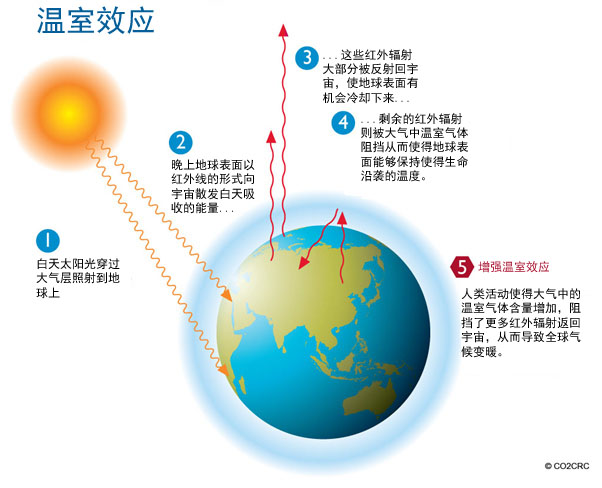 温室效应
1
白天太阳光穿过
大气层照射到地
球上
2
晚上地球表面以
红外线的形式向
宇宙散发白天吸
收的能量...
3
...这些红外辐射
大部分被反射回宇
宙，使地球表面有
机会冷却下来...
4
...剩余的红外辐射
则被大气中温室气体
阻挡从而使得地球表
面能够保持使得生命
沿袭的温度。
5 增强温室效应
人类活动使得大气中的
温室气体含量增加，阻
挡了更多红外辐射返回
宇宙，从而导致全球气
候变暖。
© CO2CRC